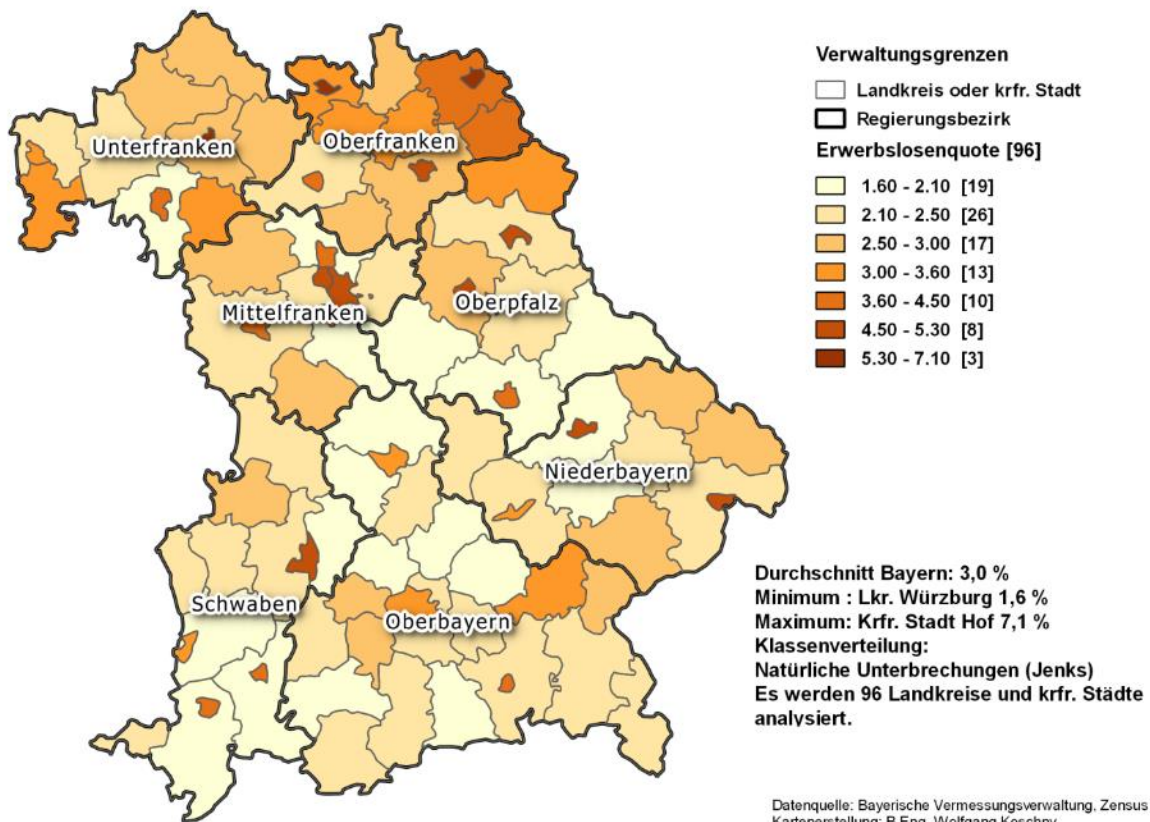 Verwaltungsgrenzen
Landkreis oder krfr. Stadt
Regierungsbezirk
Erwerbslosenquote [96]
1.60 - 2.10 [19]
2.10 - 2.50 [26]
2.50 - 3.00 [17]
3.00 - 3.60 [13]
3.60 - 4.50 [10]
4.50 - 5.30 [8]
5.30 - 7.10 [3]
Unterfranken
Oberfranken
Mittelfranken
Oberpfalz
Niederbayern
Schwaben
Oberbayern
Durchschnitt Bayern: 3,0 %
Minimum : Lkr. Würzburg 1,6 %
Maximum: Krfr. Stadt Hof 7,1 %
Klassenverteilung:
Natürliche Unterbrechungen (Jenks)
Es werden 96 Landkreise und krfr. Städte
analysiert.
Datenquelle: Bayerische Vermessungsverwaltung, Zensus
Kartenerstellung: B.Eng. Wolfgang Koschny